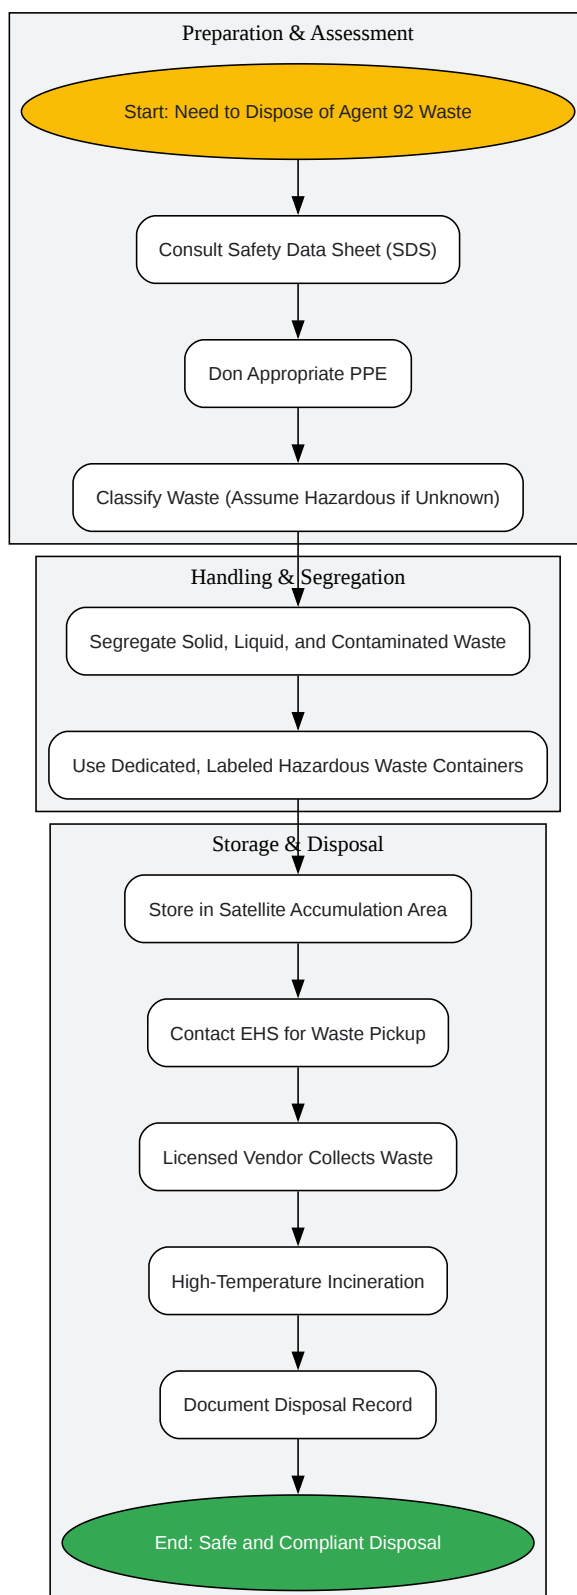 Preparation & Assessment
Start: Need to Dispose of Agent 92 Waste
Consult Safety Data Sheet (SDS)
Don Appropriate PPE
Classify Waste (Assume Hazardous if Unknown)
Handling & Segregation
Segregate Solid, Liquid, and Contaminated Waste
Use Dedicated, Labeled Hazardous Waste Containers
Storage & Disposal
Store in Satellite Accumulation Area
Contact EHS for Waste Pickup
Licensed Vendor Collects Waste
High-Temperature Incineration
Document Disposal Record
End: Safe and Compliant Disposal